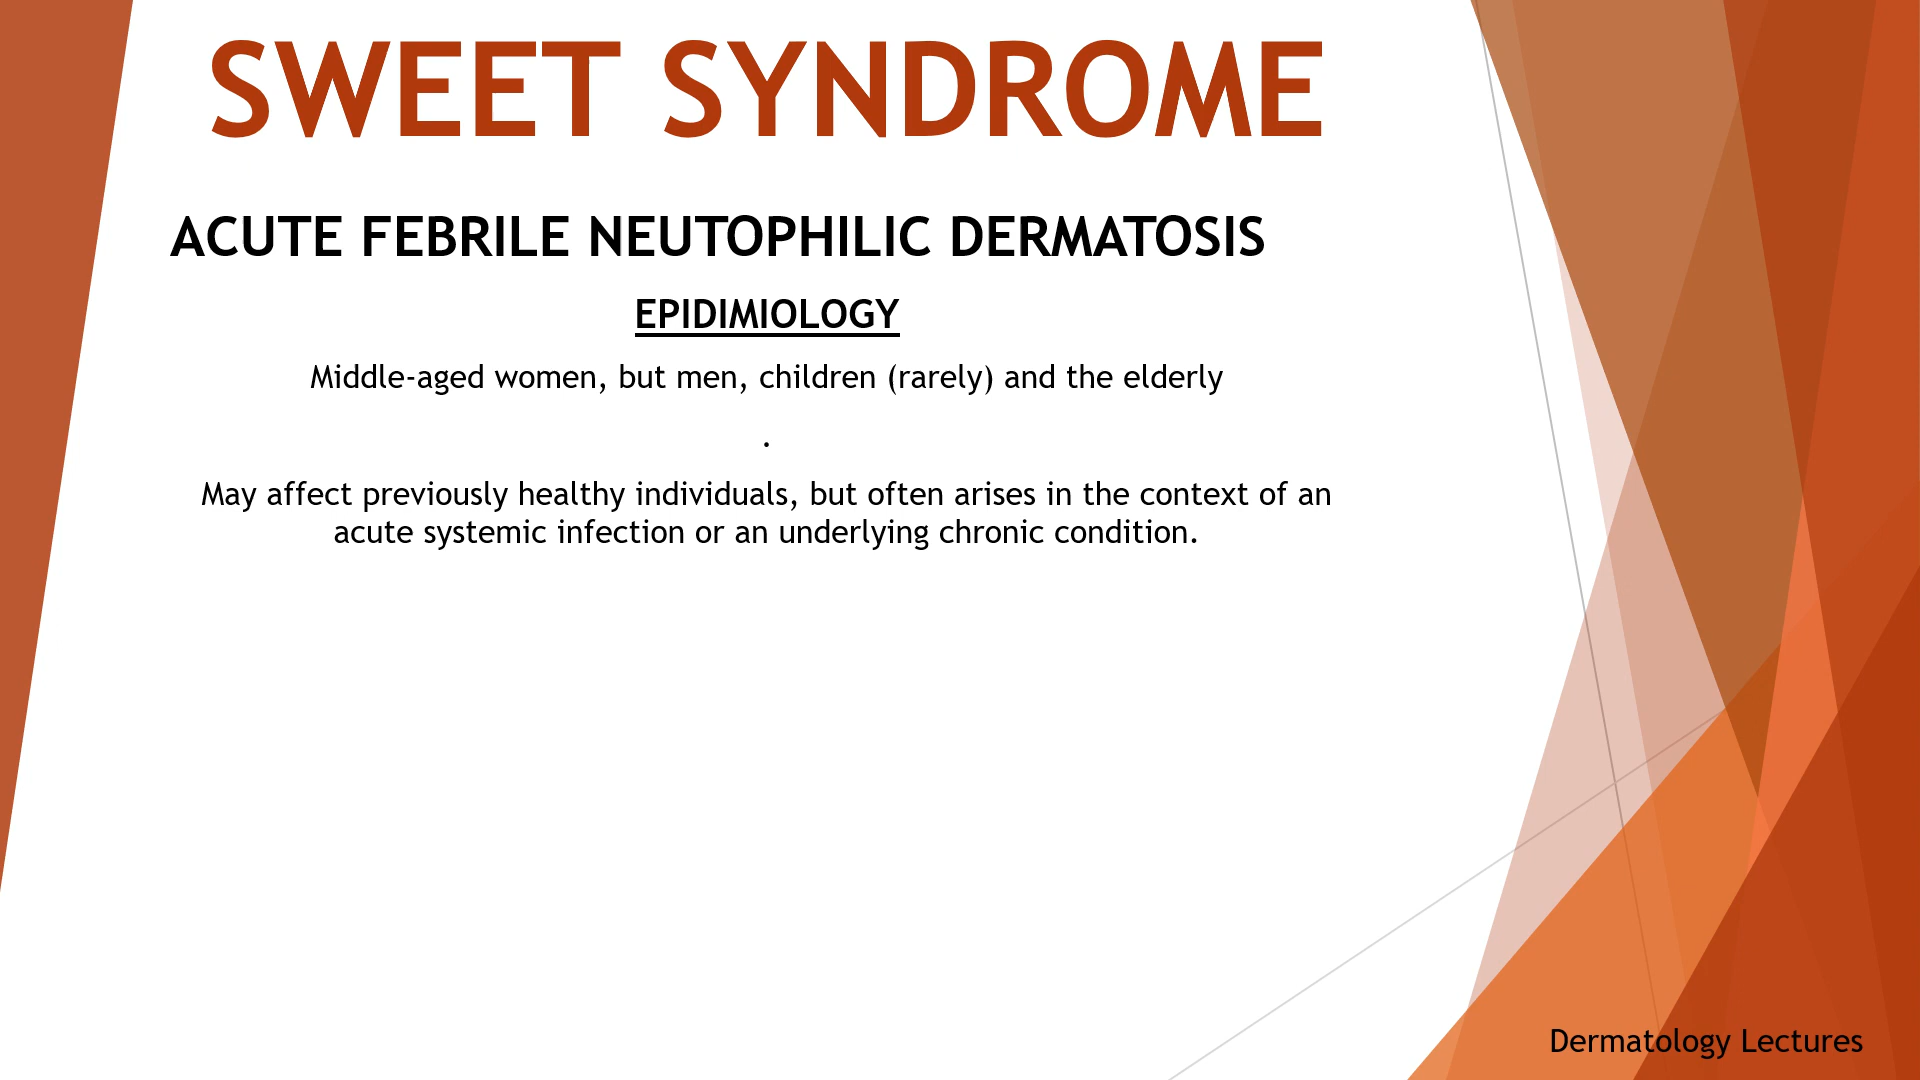 SWEET SYNDROME
ACUTE FEBRILE NEUTOPHILIC DERMATOSIS
EPIDIMIOLOGY
Middle-aged women, but men, children (rarely) and the elderly
.
May affect previously healthy individuals, but often arises in the context of an
acute systemic infection or an underlying chronic condition.
Dermatology Lectures